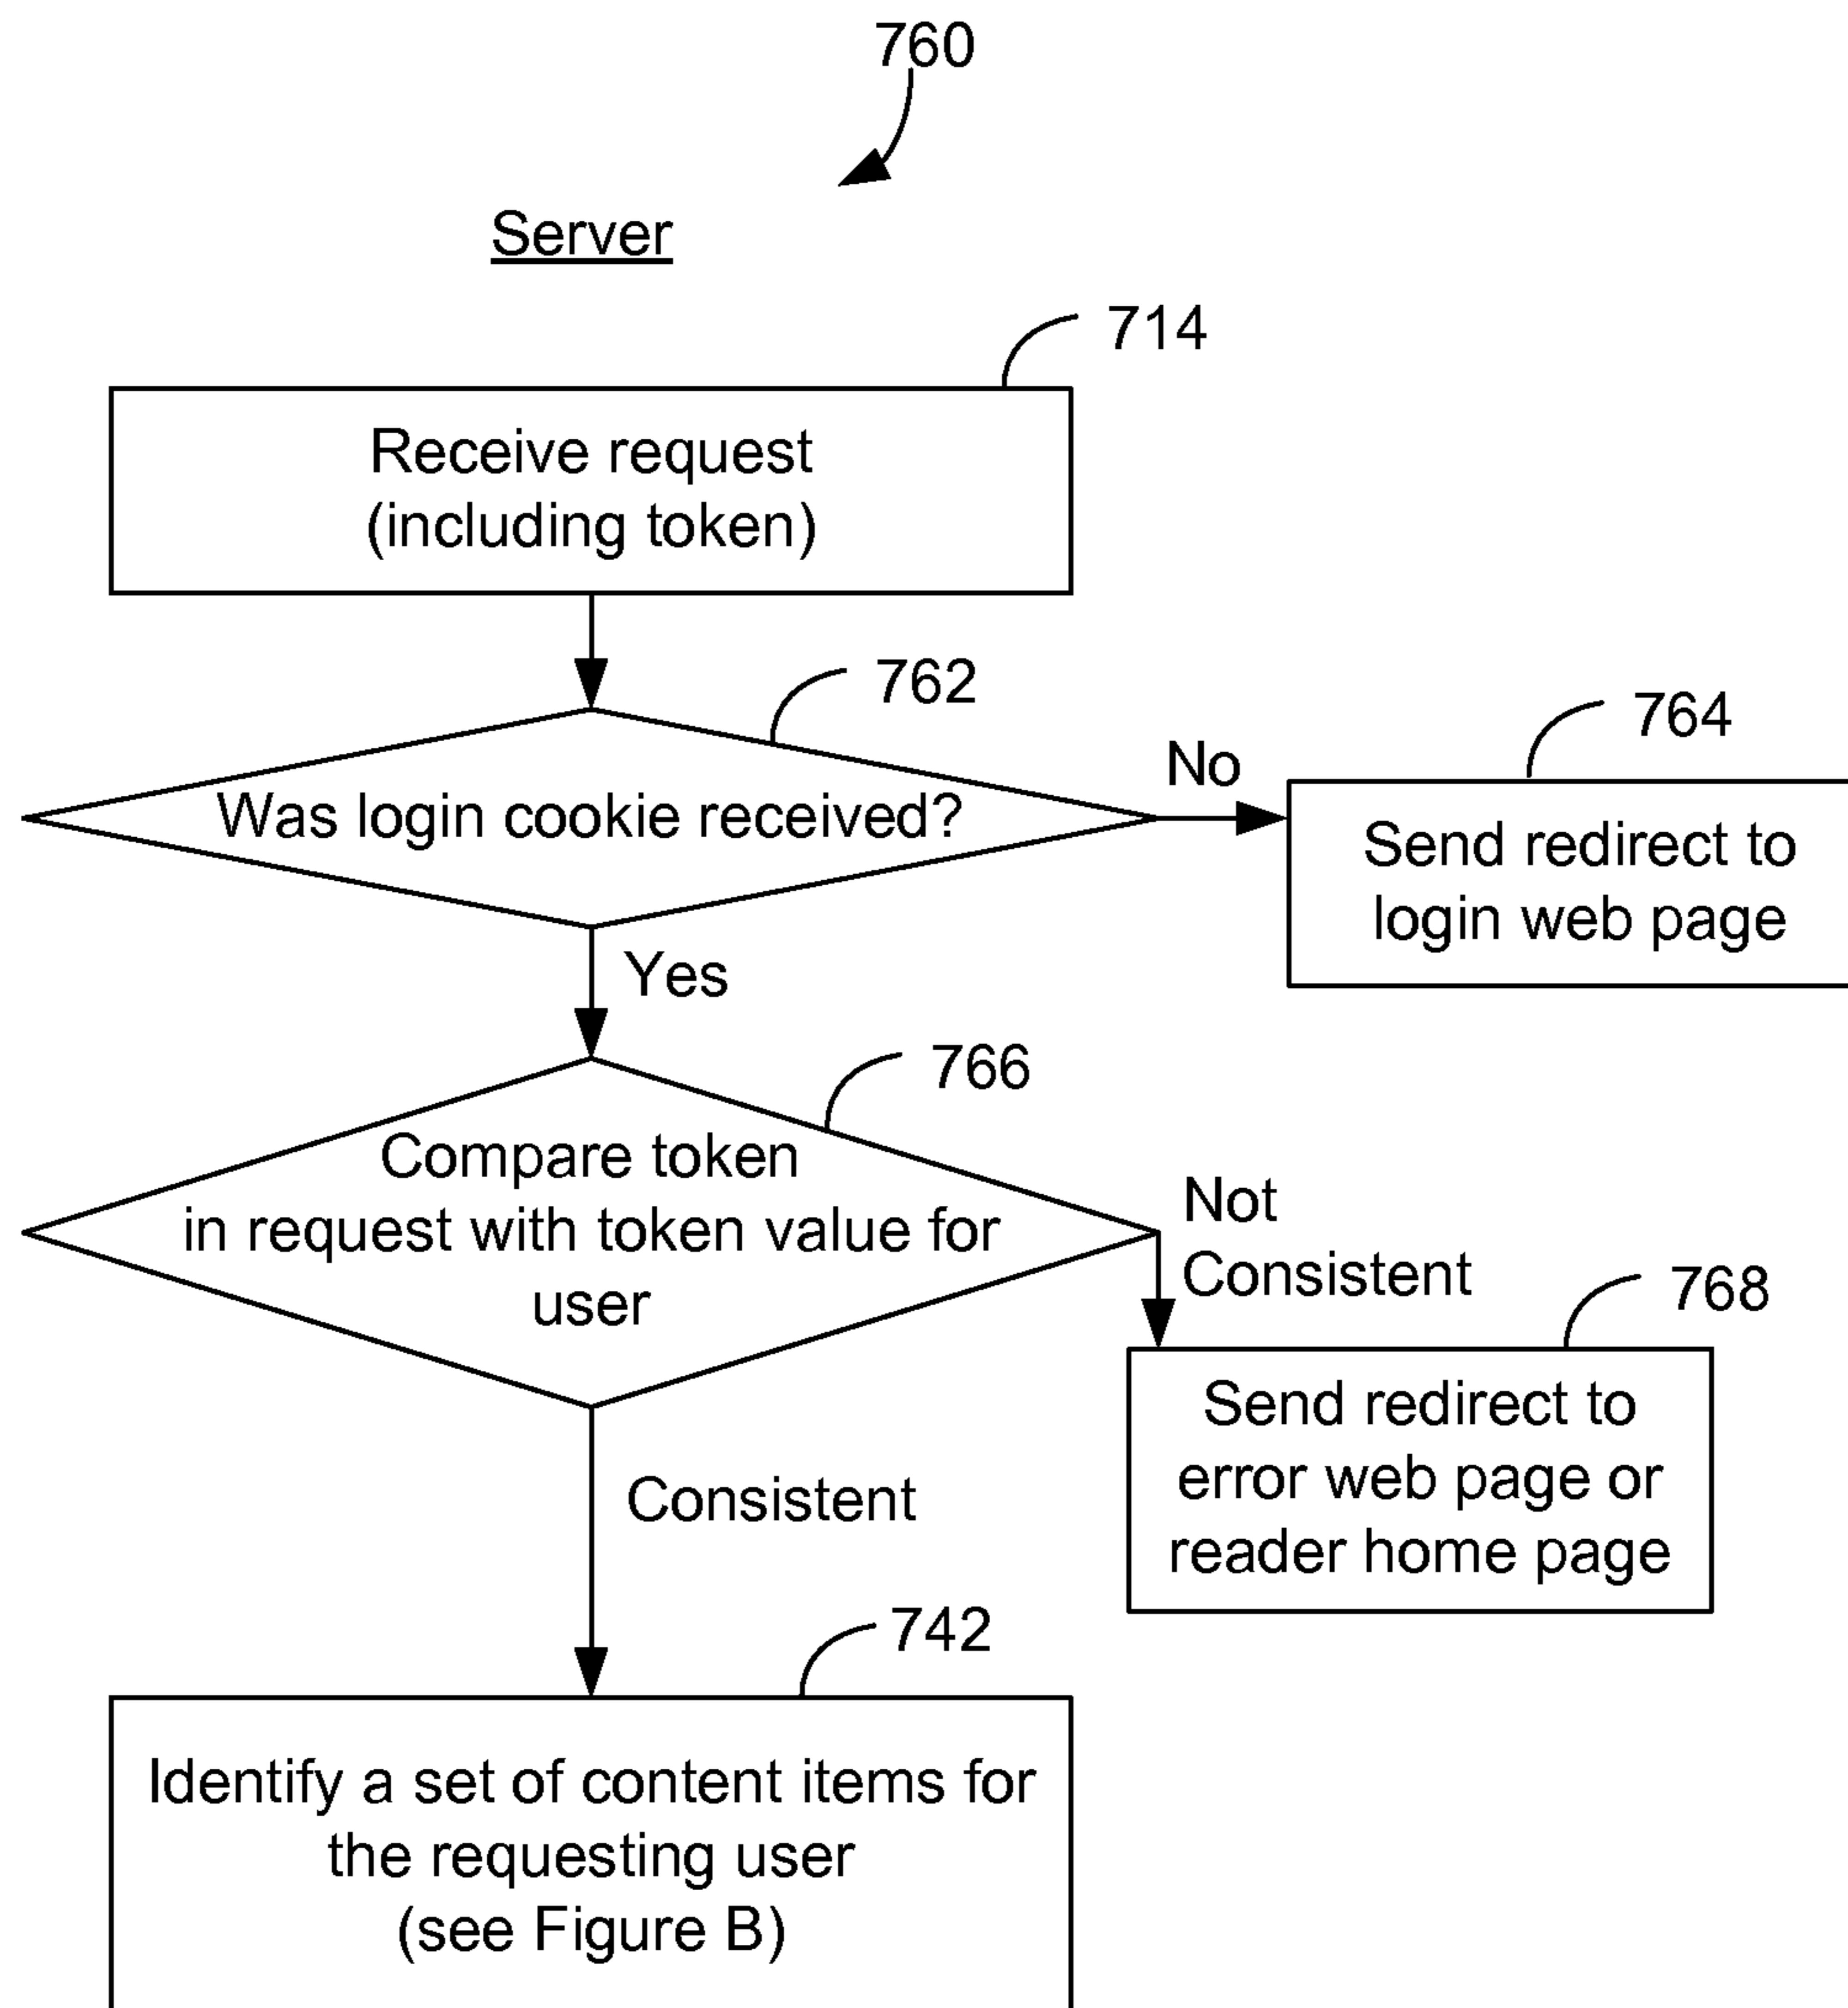 760
Server
714
Receive request
(including token)
762
Was login cookie received?
No
764
Send redirect to
login web page
Yes
766
Compare token
in request with token value for
user
Not
Consistent
768
Send redirect to
error web page or
reader home page
Consistent
742
Identify a set of content items for
the requesting user
(see Figure B)